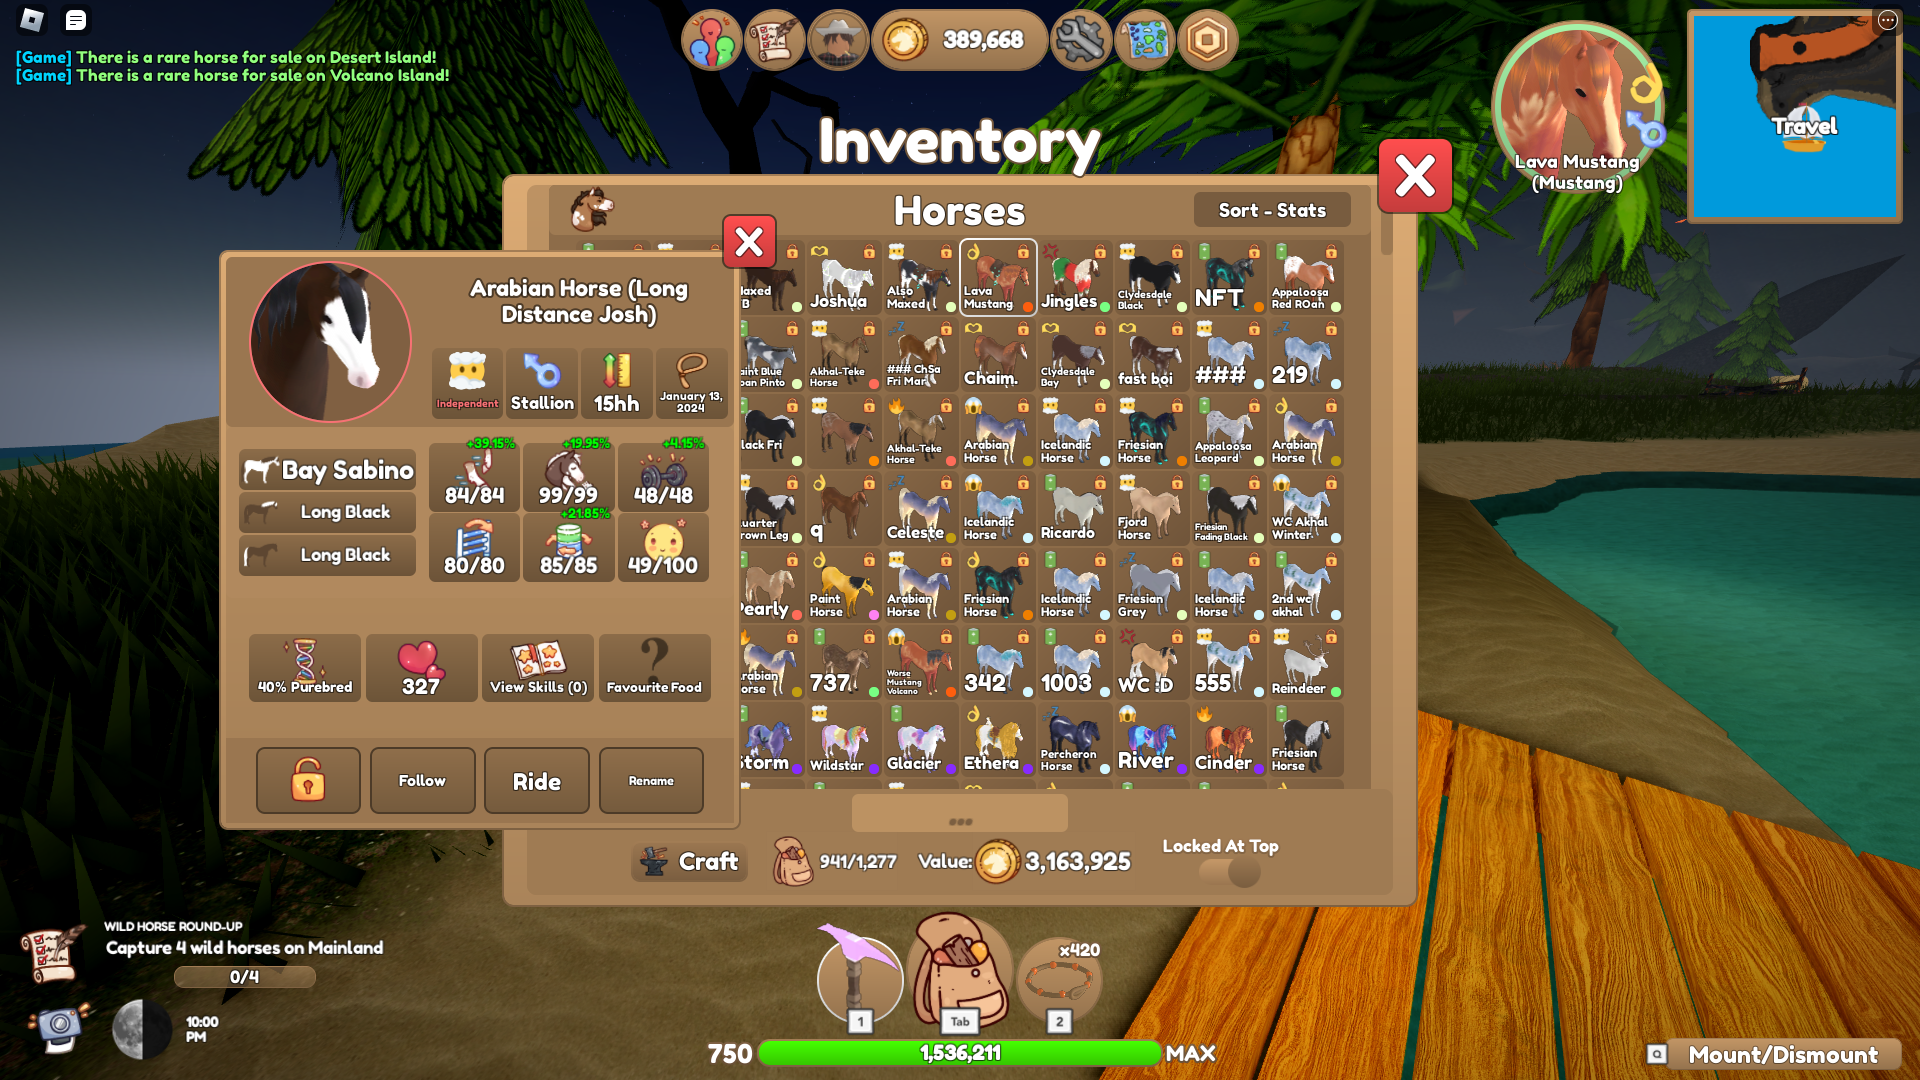 [Game] There is a rare horse for sale on Desert Island!
[Game] There is a rare horse for sale on Volcano Island!
389,668
Lava Mustang
(Mustang)
Travel
Inventory
Horses
Sort - Stats
Arabian Horse (Long
Distance Josh)
Independent
Stallion
15hh
January 13,
2024
Bay Sabino
Long Black
Long Black
+39.15%
84/84
+19.95%
99/99
+4.15%
48/48
80/80
+21.85%
85/85
49/100
40% Purebred
327
View Skills (0)
Favourite Food
Follow
Ride
Rename
Joshua
Also
Maxed
Lava
Mustang
Jingles
Clydesdale
Black
NFT
Appaloosa
Red ROan
Akhal-Teke
Horse
### ChSa
Fri Mar
Chaim.
Clydesdale
Bay
fast boi
###
219
Akhal-Teke
Horse
Arabian
Horse
Icelandic
Horse
Friesian
Horse
Appaloosa
Leopard
Arabian
Horse
q
Celeste
Icelandic
Horse
Ricardo
Fjord
Horse
Friesian
Fading Black
WC Akhal
Winter
Pearly
Paint
Horse
Arabian
Horse
Friesian
Horse
Icelandic
Horse
Friesian
Grey
Icelandic
Horse
2nd wc
akhal
737
Worse
Mustang
Volcano
342
1003
WC :D
555
Reindeer
Storm
Wildstar
Glacier
Ethera
Percheron
Horse
River
Cinder
Friesian
Horse
Craft
941/1,277
Value:
3,163,925
Locked At Top
WILD HORSE ROUND-UP
Capture 4 wild horses on Mainland
0/4
10:00
PM
x420
1
Tab
2
750
1,536,211
MAX
Q
Mount/Dismount